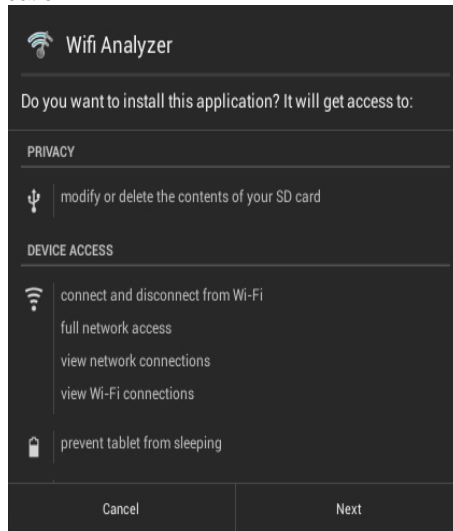 Wifi Analyzer
Do you want to install this application? It will get access to:
PRIVACY
modify or delete the contents of your SD card
DEVICE ACCESS
connect and disconnect from Wi-Fi
full network access
view network connections
view Wi-Fi connections
prevent tablet from sleeping
Cancel
Next